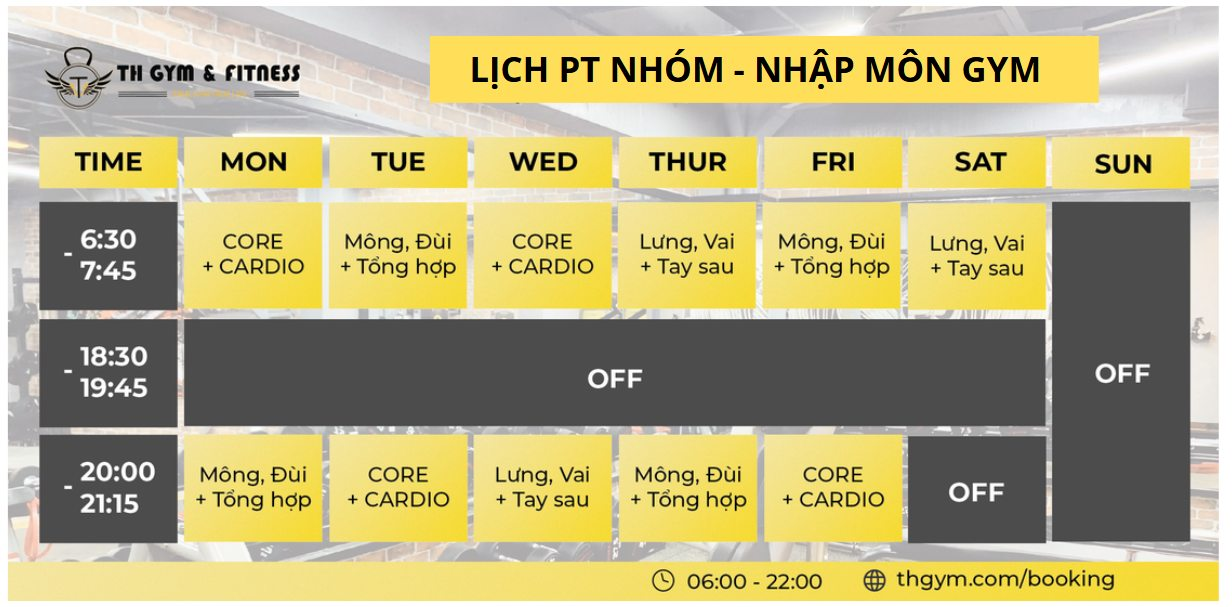 TH GYM & FITNESS
LỊCH PT NHÓM - NHẬP MÔN GYM
TIME MON TUE WED THUR FRI SAT SUN
- 6:30
7:45
CORE
+ CARDIO
Mông, Đùi
+ Tổng hợp
CORE
+ CARDIO
Lưng, Vai
+ Tay sau
Mông, Đùi
+ Tổng hợp
Lưng, Vai
+ Tay sau
- 18:30
19:45
OFF
OFF
- 20:00
21:15
Mông, Đùi
+ Tổng hợp
CORE
+ CARDIO
Lưng, Vai
+ Tay sau
Mông, Đùi
+ Tổng hợp
CORE
+ CARDIO
OFF
06:00 - 22:00 thgym.com/booking